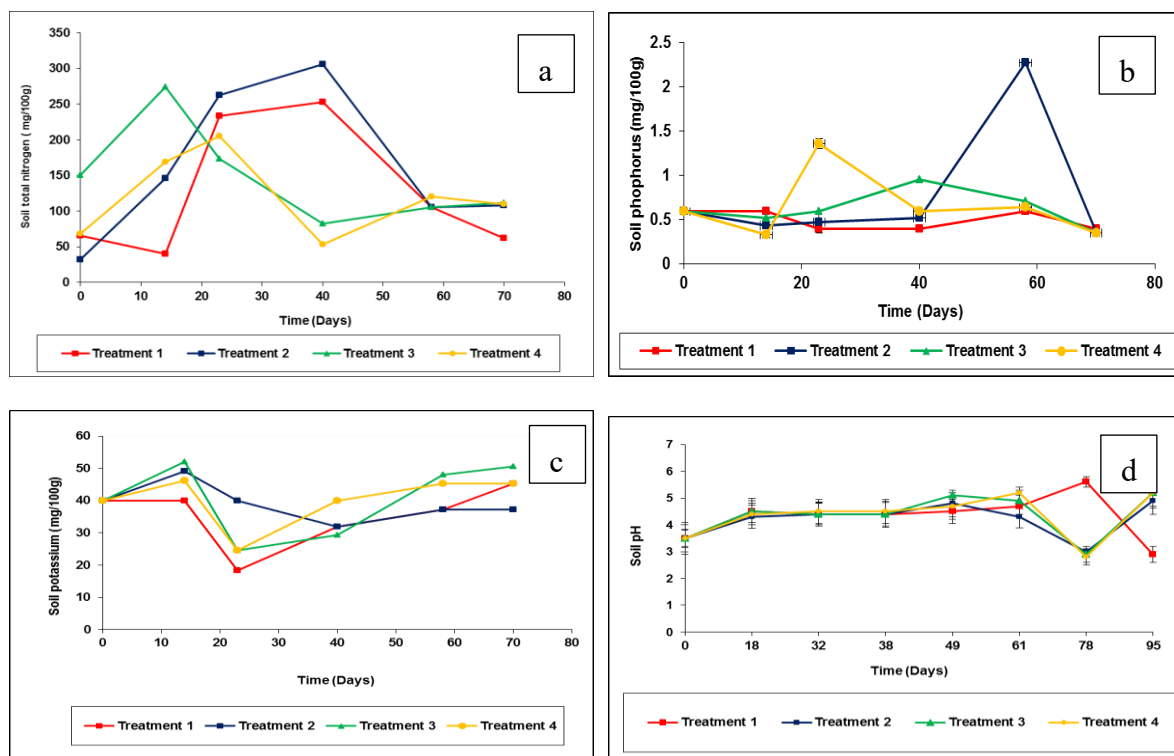 a
Soil total nitrogen ( mg/100g)
350
300
250
200
150
100
50
0
0 10 20 30 40 50 60 70 80
Time (Days)
Treatment 1 Treatment 2 Treatment 3 Treatment 4
b
Soil phophorus (mg/100g)
2.5
2
1.5
1
0.5
0
0 20 40 60 80
Time (Days)
Treatment 1 Treatment 2 Treatment 3 Treatment 4
c
Soil potassium (mg/100g)
60
50
40
30
20
10
0
0 10 20 30 40 50 60 70 80
Time (Days)
Treatment 1 Treatment 2 Treatment 3 Treatment 4
d
Soil pH
7
6
5
4
3
2
1
0
0 18 32 38 49 61 78 95
Time (Days)
Treatment 1 Treatment 2 Treatment 3 Treatment 4